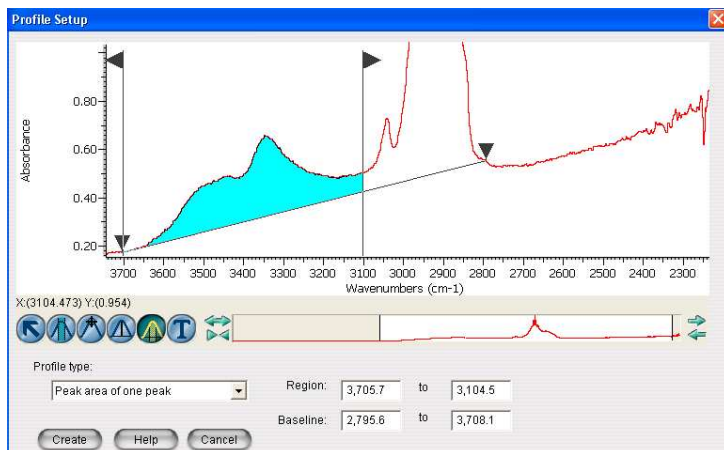 Profile Setup
0.80
0.60
0.40
0.20
Absorbance
3700 3600 3500 3400 3300 3200 3100 3000 2900 2800 2700 2600 2500 2400 2300
Wavenumbers (cm-1)
X:(3104.473) Y:(0.954)
T
Profile type:
Peak area of one peak
Region: 3,705.7 to 3,104.5
Baseline: 2,795.6 to 3,708.1
Create Help Cancel